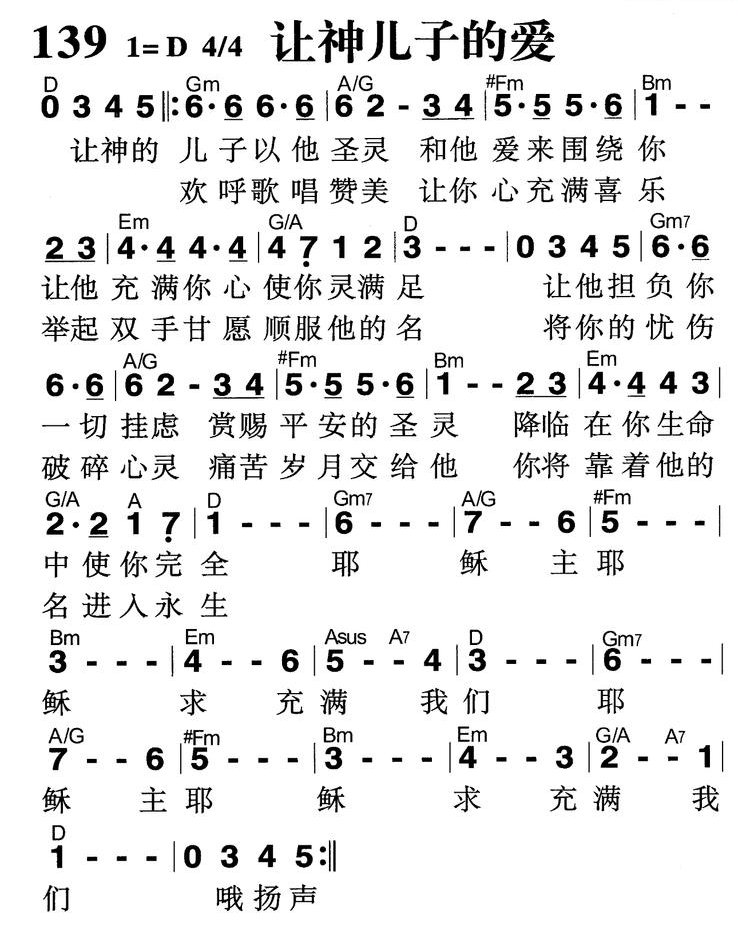 139 1=D 4/4 让神儿子的爱
D Gm A/G #Fm Bm
0 3 4 5 ‖: 6· 6 6· 6 | 6 2 - 3 4 | 5· 5 5· 6 | 1 - -
让神的 儿子以他圣灵 和他爱来围绕你
欢呼歌唱赞美 让你心充满喜乐
Em G/A D Gm7
2 3 | 4· 4 4· 4 | 4 7̣ 1 2 | 3 - - - | 0 3 4 5 | 6· 6
让他充满你心使你灵满足 让他担负你
举起双手甘愿顺服他的名 将你的忧伤
A/G #Fm Bm Em
6· 6 | 6 2 - 3 4 | 5· 5 5· 6 | 1 - - 2 3 | 4· 4 4 3 |
一切挂虑 赏赐平安的圣灵 降临在你生命
破碎心灵 痛苦岁月交给他 你将靠着他的
G/A A D Gm7 A/G #Fm
2· 2 1 7̣ | 1 - - - | 6 - - - | 7 - - 6 | 5 - - - |
中使你完全 耶 稣 主耶
名进入永生
Bm Em Asus A7 D Gm7
3 - - - | 4 - - 6 | 5 - - 4 | 3 - - - | 6 - - - |
稣 求 充满 我们 耶
A/G #Fm Bm Em G/A A7
7 - - 6 | 5 - - - | 3 - - - | 4 - - 3 | 2 - - 1 |
稣 主耶 稣 求 充满 我
D
1 - - - | 0 3 4 5 :‖
们 哦扬声